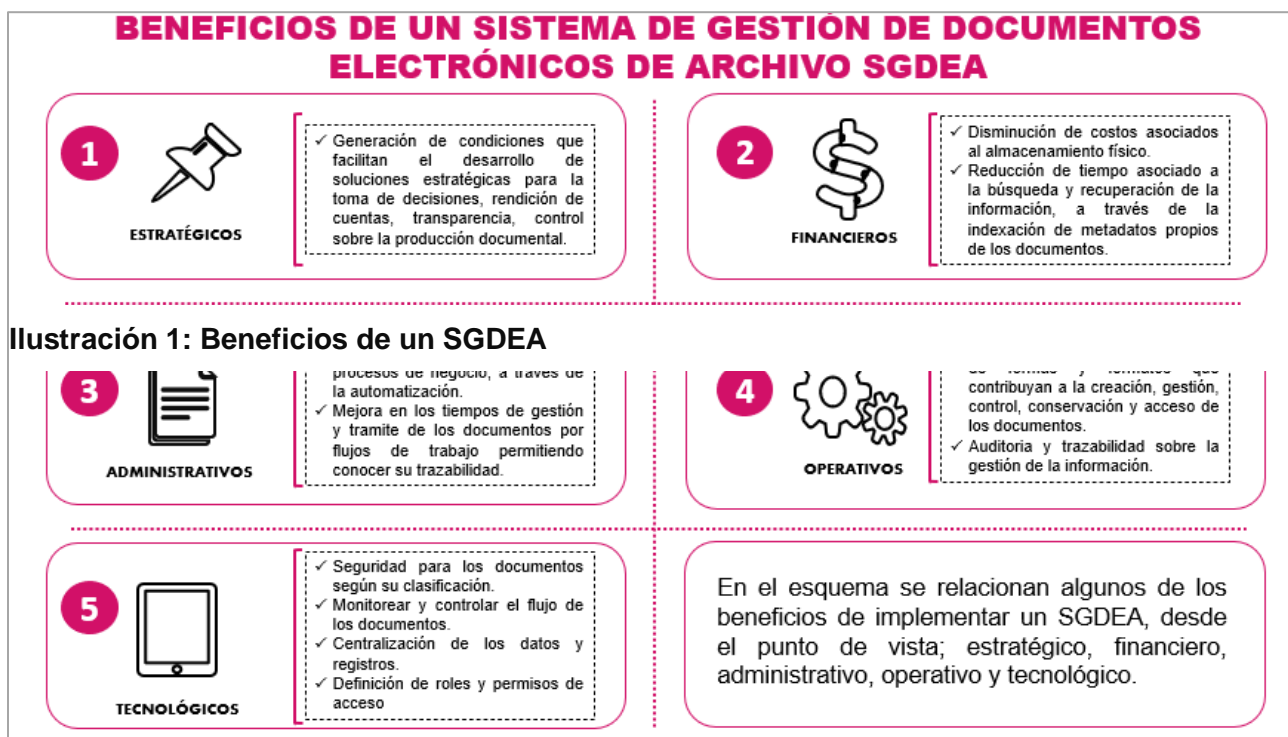 BENEFICIOS DE UN SISTEMA DE GESTIÓN DE DOCUMENTOS
ELECTRÓNICOS DE ARCHIVO SGDEA
1
ESTRATÉGICOS
✓ Generación de condiciones que
facilitan el desarrollo de
soluciones estratégicas para la
toma de decisiones, rendición de
cuentas, transparencia, control
sobre la producción documental.
2
FINANCIEROS
✓ Disminución de costos asociados
al almacenamiento físico.
✓ Reducción de tiempo asociado a
la búsqueda y recuperación de la
información, a través de la
indexación de metadatos propios
de los documentos.
Ilustración 1: Beneficios de un SGDEA
3
ADMINISTRATIVOS
procesos de negocio, a través de
la automatización.
✓ Mejora en los tiempos de gestión
y tramite de los documentos por
flujos de trabajo permitiendo
conocer su trazabilidad.
4
OPERATIVOS
de formas y formatos que
contribuyan a la creación, gestión,
control, conservación y acceso de
los documentos.
✓ Auditoria y trazabilidad sobre la
gestión de la información.
5
TECNOLÓGICOS
✓ Seguridad para los documentos
según su clasificación.
✓ Monitorear y controlar el flujo de
los documentos.
✓ Centralización de los datos y
registros.
✓ Definición de roles y permisos de
acceso
En el esquema se relacionan algunos de los
beneficios de implementar un SGDEA, desde
el punto de vista; estratégico, financiero,
administrativo, operativo y tecnológico.